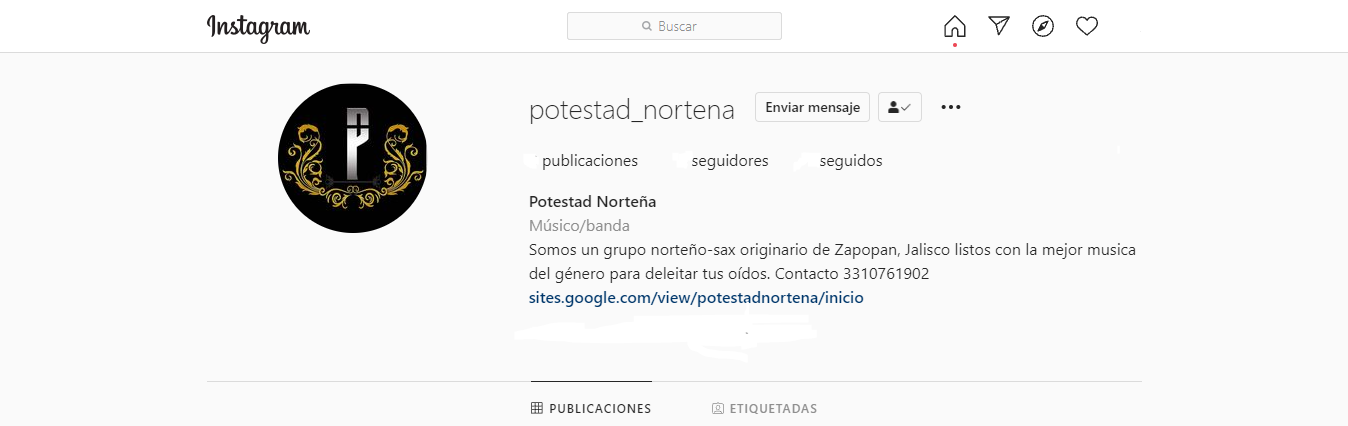 Instagram
Buscar
potestad_nortena Enviar mensaje
publicaciones seguidores seguidos
Potestad Norteña
Músico/banda
Somos un grupo norteño-sax originario de Zapopan, Jalisco listos con la mejor musica
del género para deleitar tus oídos. Contacto 3310761902
sites.google.com/view/potestadnortena/inicio
PUBLICACIONES ETIQUETADAS